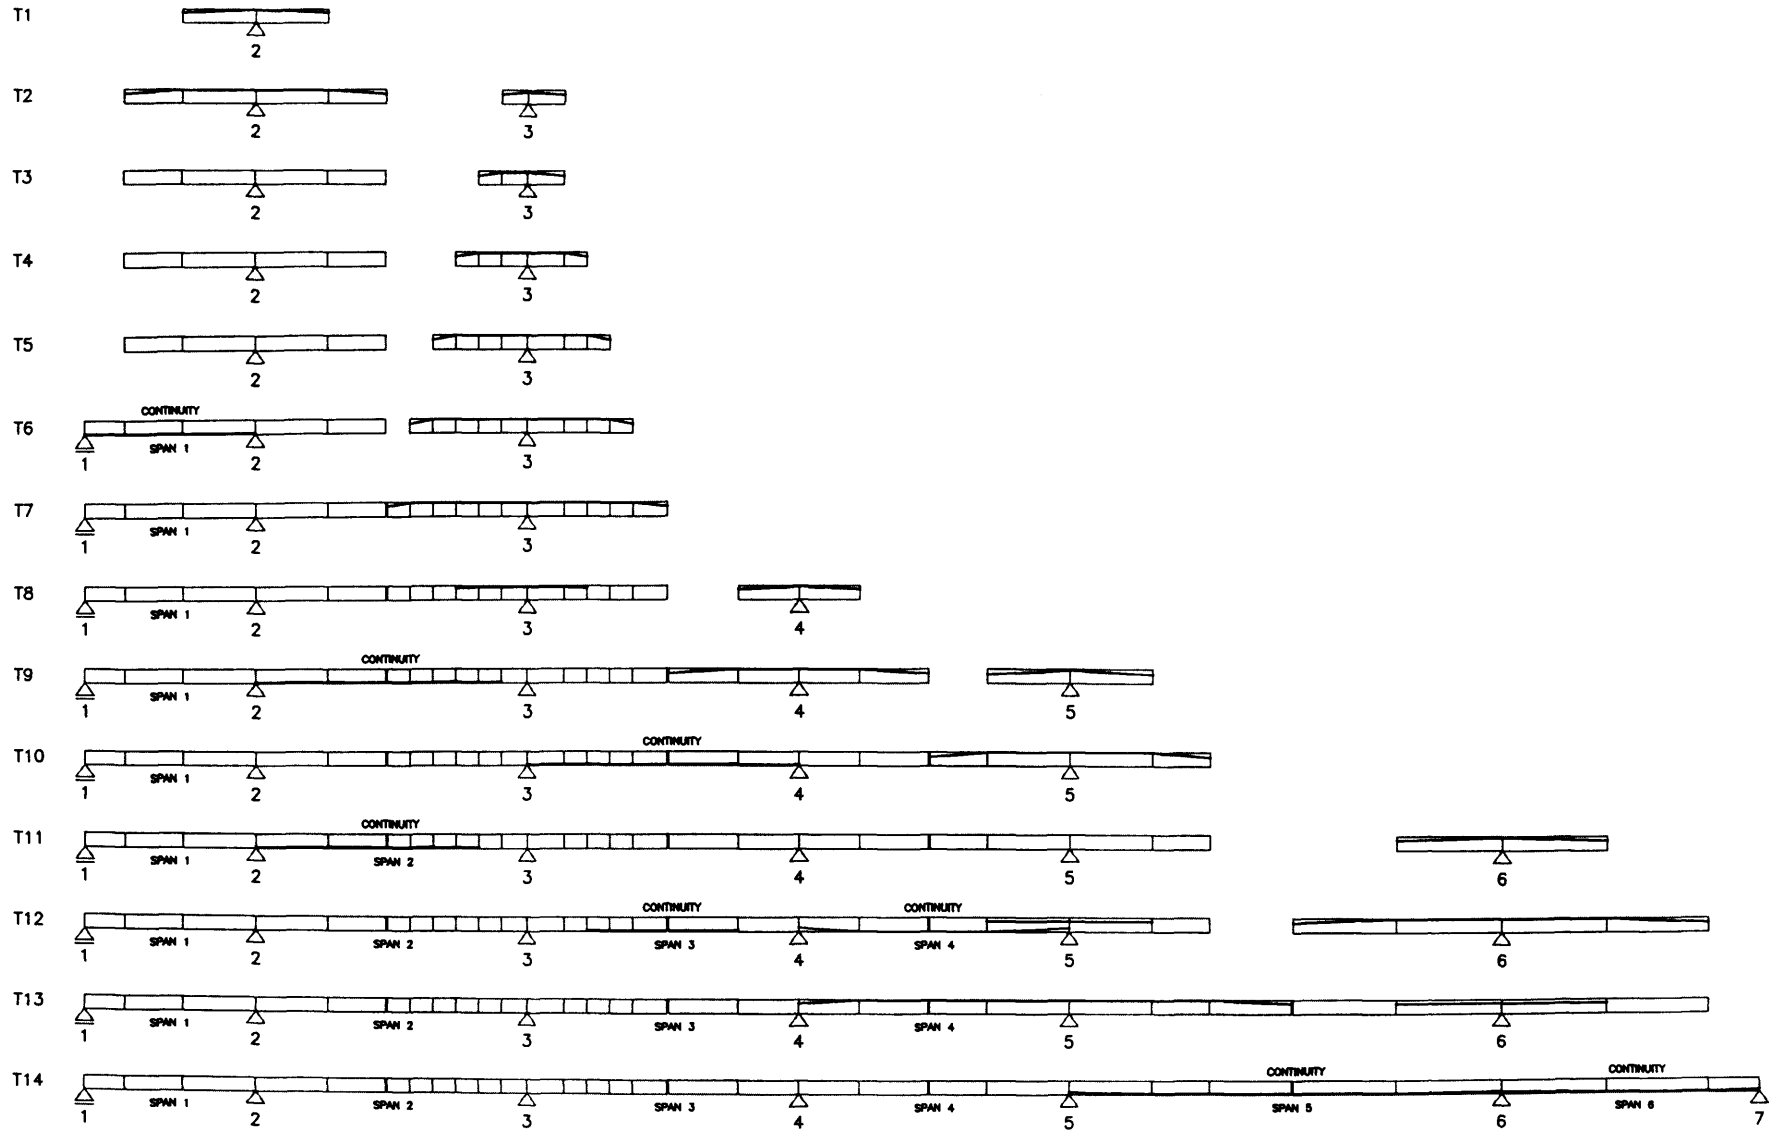 T1
2
T2
2 3
T3
2 3
T4
2 3
T5
2 3
CONTINUITY
T6
SPAN 1
1 2 3
T7
SPAN 1
1 2 3
T8
SPAN 1
1 2 3 4
CONTINUITY
T9
SPAN 1
1 2 3 4 5
CONTINUITY
T10
SPAN 1
1 2 3 4 5
CONTINUITY
T11
SPAN 1 SPAN 2
1 2 3 4 5 6
CONTINUITY CONTINUITY
T12
SPAN 1 SPAN 2 SPAN 3 SPAN 4
1 2 3 4 5 6
T13
SPAN 1 SPAN 2 SPAN 3 SPAN 4
1 2 3 4 5 6
CONTINUITY CONTINUITY
T14
SPAN 1 SPAN 2 SPAN 3 SPAN 4 SPAN 5 SPAN 6
1 2 3 4 5 6 7